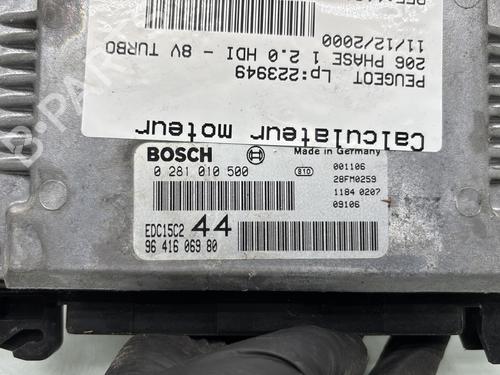 Calculateur moteur
PEUGEOT Lp:223949
206 PHASE 1 2.0 HDI - 8V TURBO
11/12/2000
BOSCH
Made in Germany
0 281 010 500
810
001106
28FM0259
1184 0207
09106
EDC15C2 44
96 416 069 80